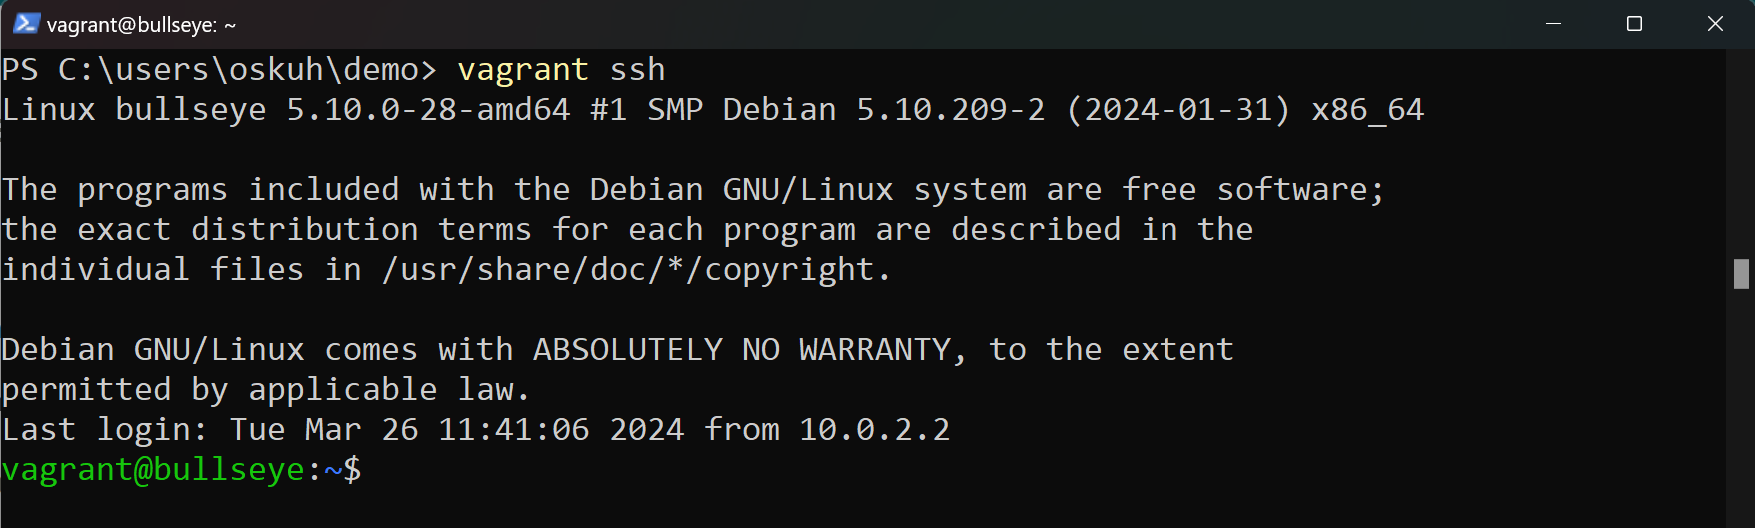 vagrant@bullseye: ~
PS C:\users\oskuh\demo> vagrant ssh
Linux bullseye 5.10.0-28-amd64 #1 SMP Debian 5.10.209-2 (2024-01-31) x86_64
The programs included with the Debian GNU/Linux system are free software;
the exact distribution terms for each program are described in the
individual files in /usr/share/doc/*/copyright.
Debian GNU/Linux comes with ABSOLUTELY NO WARRANTY, to the extent
permitted by applicable law.
Last login: Tue Mar 26 11:41:06 2024 from 10.0.2.2
vagrant@bullseye:~$